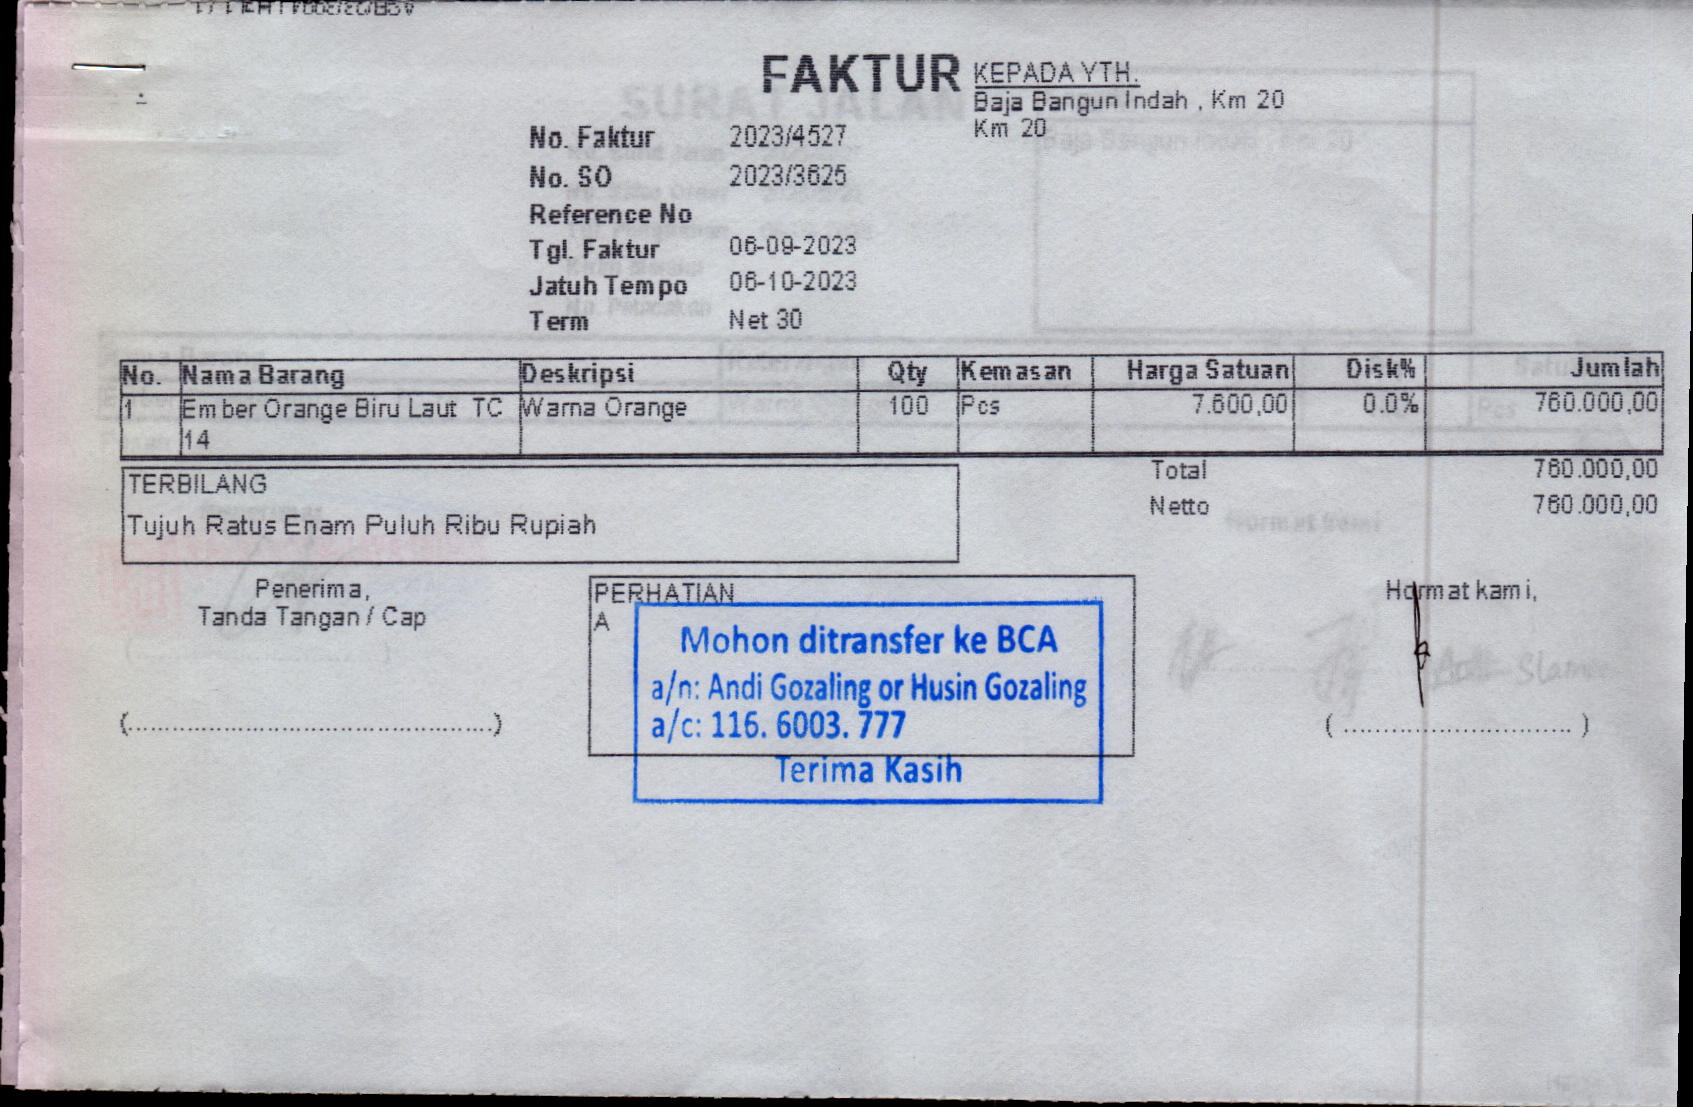 FAKTUR
KEPADA YTH.
Baja Bangun Indah , Km 20
Km 20
No. Faktur 2023/4527
No. SO 2023/3625
Reference No
Tgl. Faktur 06-09-2023
Jatuh Tempo 06-10-2023
Term Net 30
No. Nama Barang Deskripsi Qty Kemasan Harga Satuan Disk% Jumlah
1 Ember Orange Biru Laut TC Warna Orange 100 Pcs 7.600,00 0.0% 760.000,00
14
Total 760.000,00
Netto 760.000,00
TERBILANG
Tujuh Ratus Enam Puluh Ribu Rupiah
Penerima,
Tanda Tangan / Cap
(..............................................)
PERHATIAN
A
Mohon ditransfer ke BCA
a/n: Andi Gozaling or Husin Gozaling
a/c: 116. 6003. 777
Terima Kasih
Hormat kami,
( ............................. )